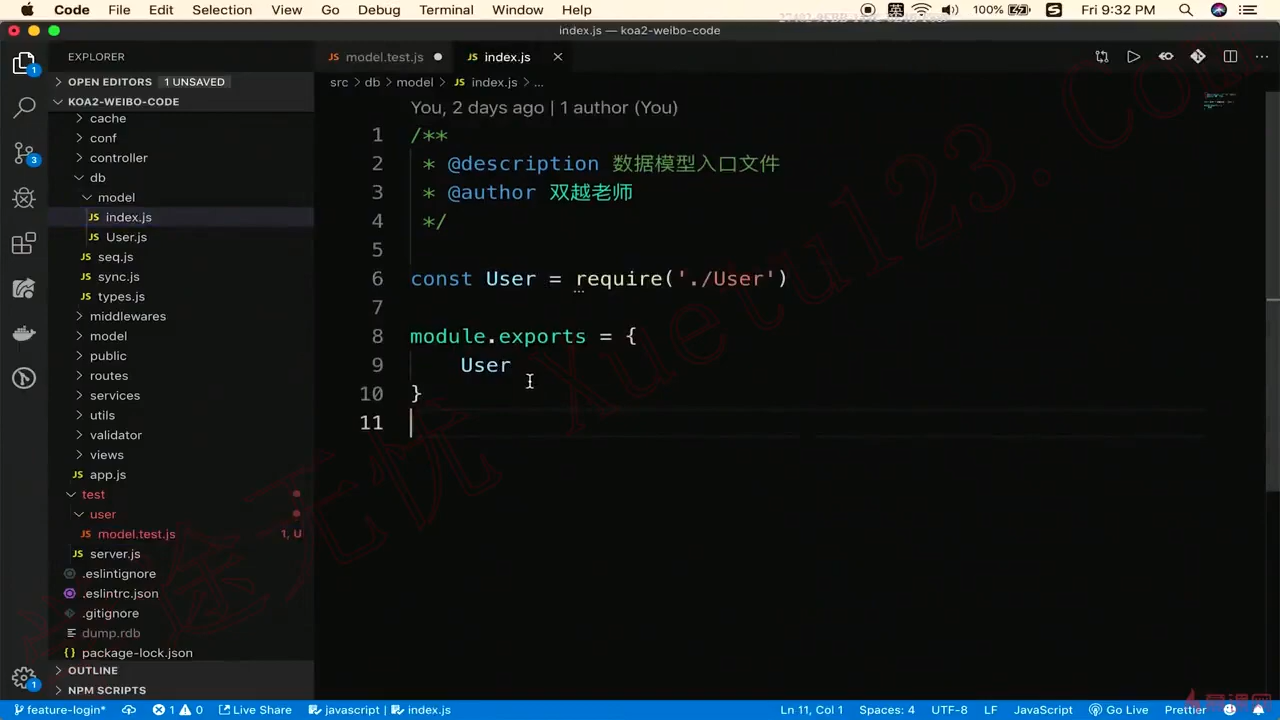 Code File Edit Selection View Go Debug Terminal Window Help 英 100% Fri 9:32 PM
index.js — koa2-weibo-code
EXPLORER
model.test.js index.js
OPEN EDITORS 1 UNSAVED
src > db > model > index.js > ...
KOA2-WEIBO-CODE
cache
conf
controller
db
model
index.js
User.js
seq.js
sync.js
types.js
middlewares
model
public
routes
services
utils
validator
views
app.js
test
user
model.test.js 1, U
server.js
.eslintignore
.eslintrc.json
.gitignore
dump.rdb
package-lock.json
OUTLINE
NPM SCRIPTS
You, 2 days ago | 1 author (You)
1 /**
2 * @description 数据模型入口文件
3 * @author 双越老师
4 */
5
6 const User = require('./User')
7
8 module.exports = {
9 User
10 }
11
1
3
1
feature-login* 1 0 Live Share javascript | index.js Ln 11, Col 1 Spaces: 4 UTF-8 LF JavaScript Go Live Prettier